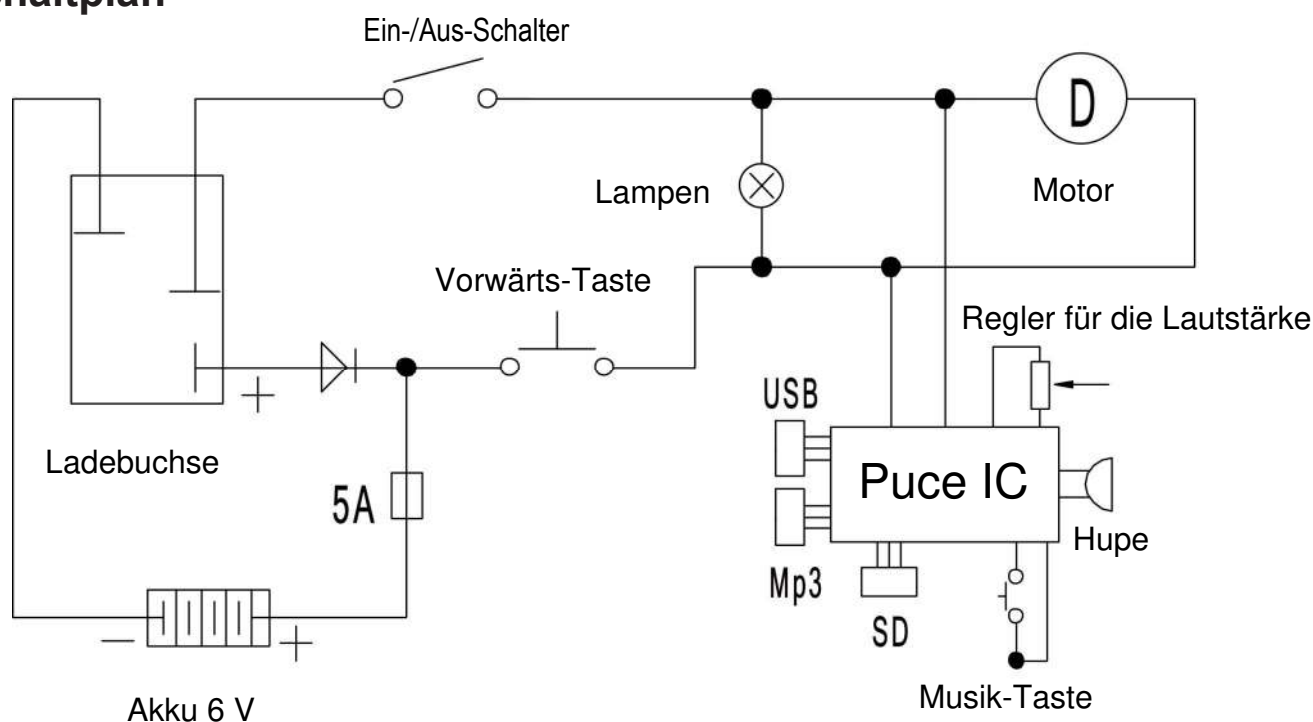 Ein-/Aus-Schalter
D
Lampen
Motor
Vorwärts-Taste
Regler für die Lautstärke
+
USB
Ladebuchse
Puce IC
5A
Hupe
Mp3
SD
− +
Musik-Taste
Akku 6 V